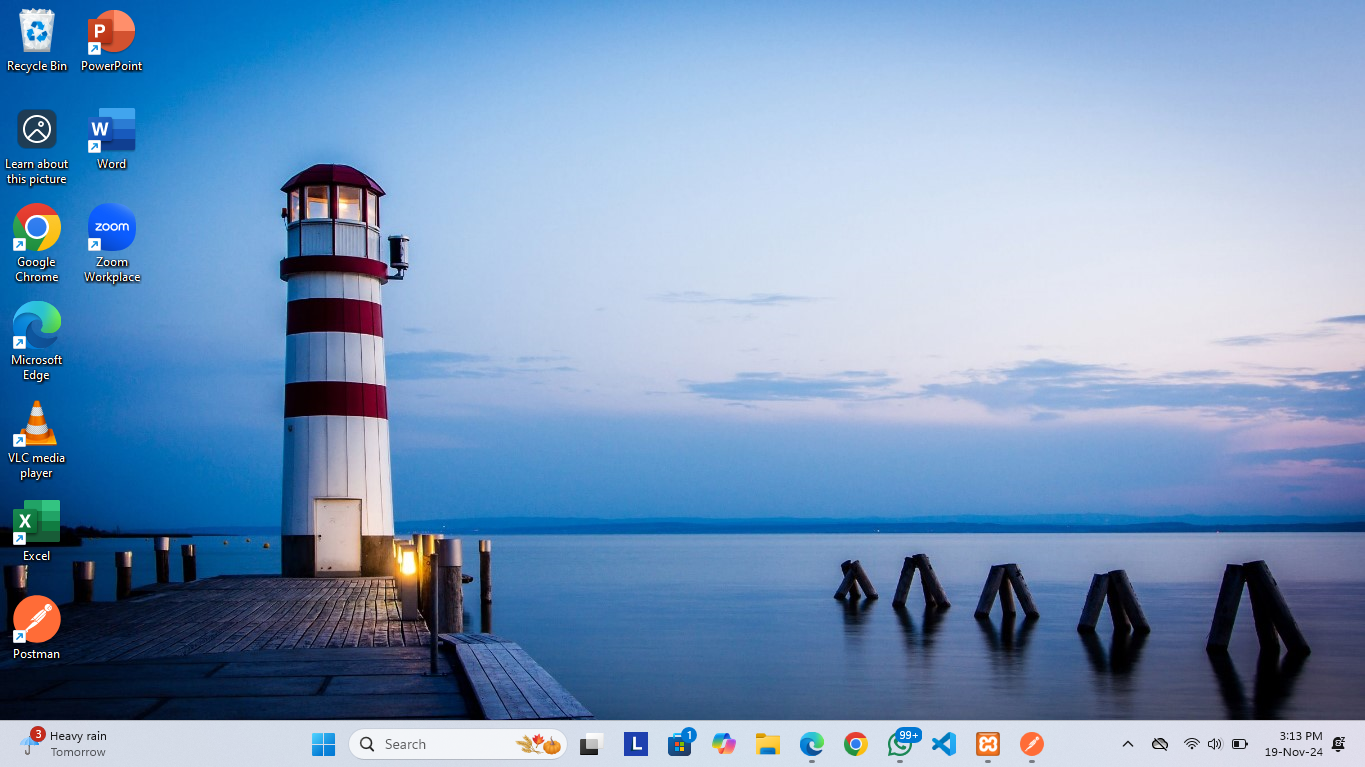 Recycle Bin
P
PowerPoint
Learn about
this picture
W
Word
Google
Chrome
zoom
Zoom
Workplace
Microsoft
Edge
VLC media
player
X
Excel
Postman
3
Heavy rain
Tomorrow
Search
L
1
99+
3:13 PM
19-Nov-24